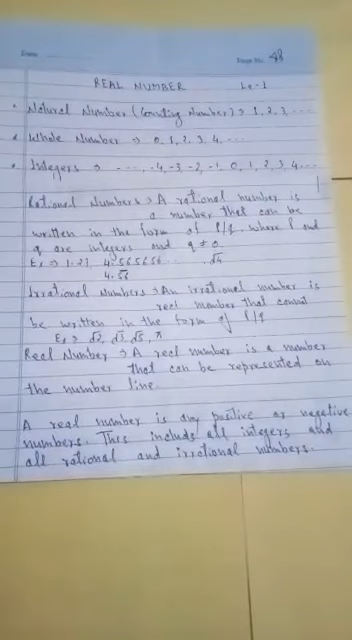 Page No. 48
REAL NUMBER Le-1
• Natural Number (Counting Number) → 1, 2, 3, ....
• Whole Number → 0, 1, 2, 3, 4, ...
• Integers → ...., -4, -3, -2, -1, 0, 1, 2, 3, 4...
Rational Numbers → A rational number is
a number that can be
written in the form of P/q where P and
q are integers and q ≠ 0
Ex → 1.23, 4.565656... √4
4.56
Irrational Numbers → An irrational number is
real number that cannot
be written in the form of P/q
Ex → √2, √3, √5, π
Real Number → A real number is a number
that can be represented on
the number line.
A real number is any positive or negative
numbers. This include all integers and
all rational and irrational numbers.